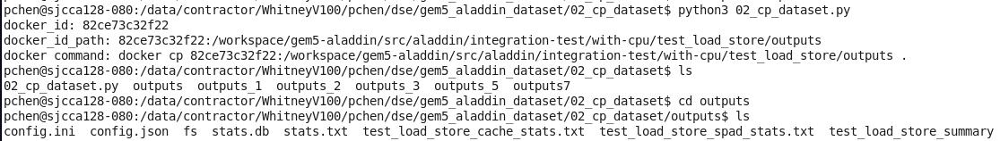 pchen@sjcca128-080:/data/contractor/WhitneyV100/pchen/dse/gem5_aladdin_dataset/02_cp_dataset$ python3 02_cp_dataset.py
docker_id: 82ce73c32f22
docker_id_path: 82ce73c32f22:/workspace/gem5-aladdin/src/aladdin/integration-test/with-cpu/test_load_store/outputs
docker command: docker cp 82ce73c32f22:/workspace/gem5-aladdin/src/aladdin/integration-test/with-cpu/test_load_store/outputs .
pchen@sjcca128-080:/data/contractor/WhitneyV100/pchen/dse/gem5_aladdin_dataset/02_cp_dataset$ ls
02_cp_dataset.py  outputs  outputs_1  outputs_2  outputs_3  outputs_5  outputs7
pchen@sjcca128-080:/data/contractor/WhitneyV100/pchen/dse/gem5_aladdin_dataset/02_cp_dataset$ cd outputs
pchen@sjcca128-080:/data/contractor/WhitneyV100/pchen/dse/gem5_aladdin_dataset/02_cp_dataset/outputs$ ls
config.ini  config.json  fs  stats.db  stats.txt  test_load_store_cache_stats.txt  test_load_store_spad_stats.txt  test_load_store_summary